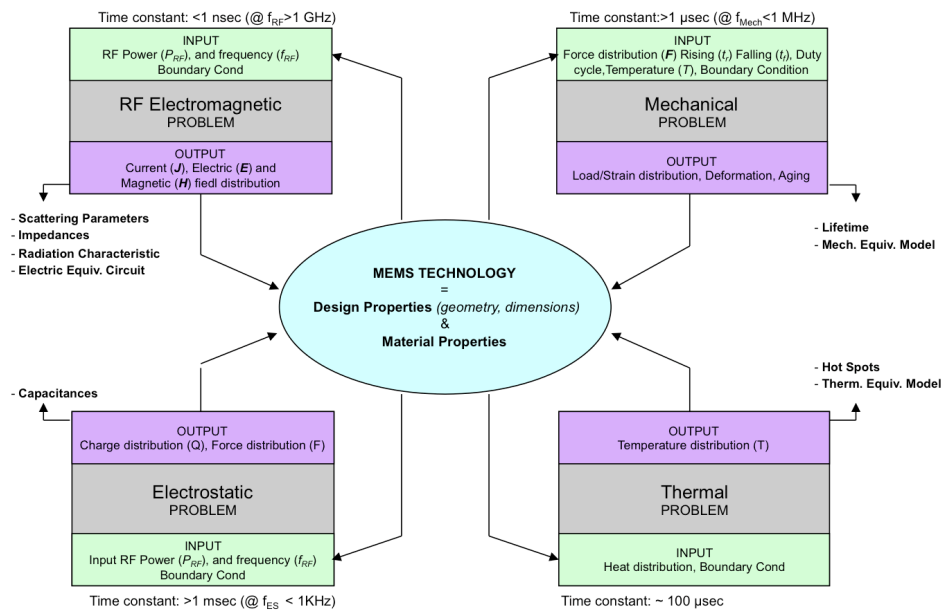 Time constant: <1 nsec (@ fRF>1 GHz)
INPUT
RF Power (PRF), and frequency (fRF)
Boundary Cond
RF Electromagnetic
PROBLEM
OUTPUT
Current (J), Electric (E) and
Magnetic (H) fiedl distribution
- Scattering Parameters
- Impedances
- Radiation Characteristic
- Electric Equiv. Circuit
Time constant:>1 µsec (@ fMech<1 MHz)
INPUT
Force distribution (F) Rising (tr) Falling (tf), Duty
cycle,Temperature (T), Boundary Condition
Mechanical
PROBLEM
OUTPUT
Load/Strain distribution, Deformation, Aging
- Lifetime
- Mech. Equiv. Model
MEMS TECHNOLOGY
=
Design Properties (geometry, dimensions)
&
Material Properties
- Capacitances
OUTPUT
Charge distribution (Q), Force distribution (F)
Electrostatic
PROBLEM
INPUT
Input RF Power (PRF), and frequency (fRF)
Boundary Cond
Time constant: >1 msec (@ fES < 1KHz)
- Hot Spots
- Therm. Equiv. Model
OUTPUT
Temperature distribution (T)
Thermal
PROBLEM
INPUT
Heat distribution, Boundary Cond
Time constant: ~ 100 µsec